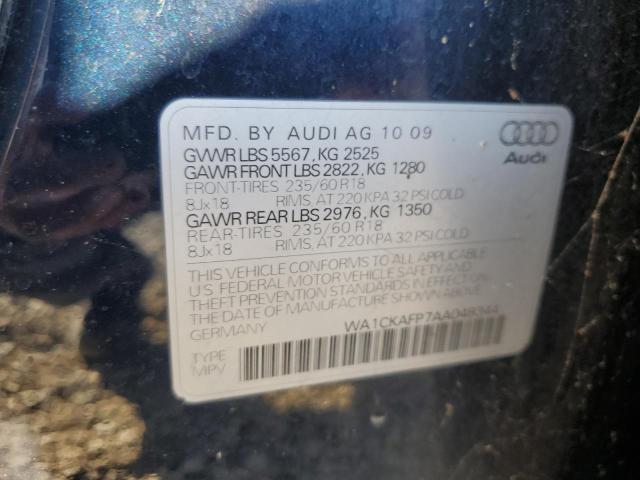 MFD. BY AUDI AG 10 09
GVWR LBS 5567, KG 2525
GAWR FRONT LBS 2822, KG 1280
FRONT-TIRES 235/60 R18
8Jx18 RIMS, AT 220 KPA 32 PSI COLD
GAWR REAR LBS 2976, KG 1350
REAR-TIRES 235/60 R18
8Jx18 RIMS, AT 220 KPA 32 PSI COLD
THIS VEHICLE CONFORMS TO ALL APPLICABLE
U.S. FEDERAL MOTOR VEHICLE SAFETY AND
THEFT PREVENTION STANDARDS IN EFFECT ON
THE DATE OF MANUFACTURE SHOWN ABOVE.
GERMANY WA1CKAFP7AA048344
TYPE
MPV
Audi